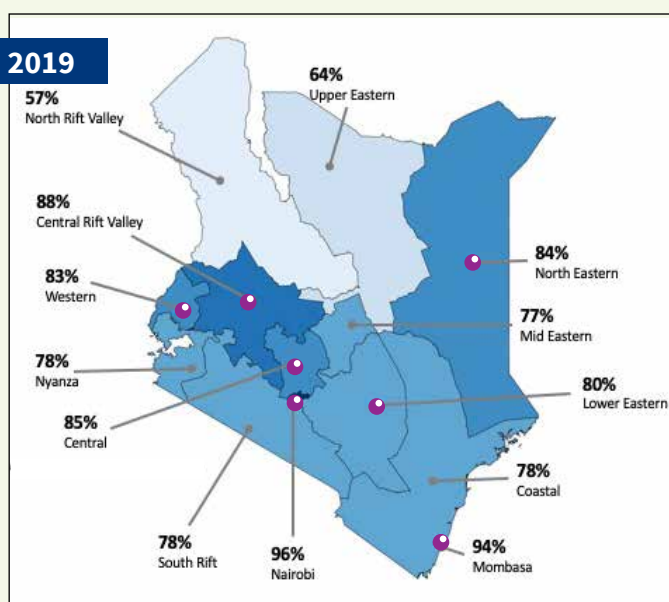 2019
64%
Upper Eastern
57%
North Rift Valley
88%
Central Rift Valley
84%
North Eastern
83%
Western
77%
Mid Eastern
78%
Nyanza
80%
Lower Eastern
85%
Central
78%
Coastal
78%
South Rift
96%
Nairobi
94%
Mombasa